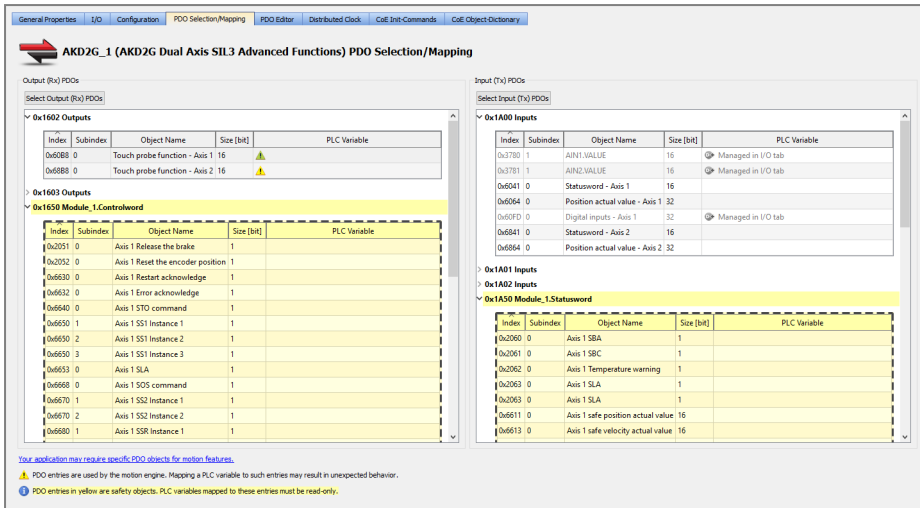 General Properties I/O Configuration PDO Selection/Mapping PDO Editor Distributed Clock CoE Init-Commands CoE Object-Dictionary
AKD2G_1 (AKD2G Dual Axis SIL3 Advanced Functions) PDO Selection/Mapping
Output (Rx) PDOs
Select Output (Rx) PDOs
0x1602 Outputs
Index Subindex Object Name Size [bit] PLC Variable
0x60B8 0 Touch probe function - Axis 1 16
0x68B8 0 Touch probe function - Axis 2 16
0x1603 Outputs
0x1650 Module_1.Controlword
Index Subindex Object Name Size [bit] PLC Variable
0x2051 0 Axis 1 Release the brake 1
0x2052 0 Axis 1 Reset the encoder position 1
0x6630 0 Axis 1 Restart acknowledge 1
0x6632 0 Axis 1 Error acknowledge 1
0x6640 0 Axis 1 STO command 1
0x6650 1 Axis 1 SS1 Instance 1 1
0x6650 2 Axis 1 SS1 Instance 2 1
0x6650 3 Axis 1 SS1 Instance 3 1
0x6653 0 Axis 1 SLA 1
0x6668 0 Axis 1 SOS command 1
0x6670 1 Axis 1 SS2 Instance 1 1
0x6670 2 Axis 1 SS2 Instance 2 1
0x6680 1 Axis 1 SSR Instance 1 1
Input (Tx) PDOs
Select Input (Tx) PDOs
0x1A00 Inputs
Index Subindex Object Name Size [bit] PLC Variable
0x3780 1 AIN1.VALUE 16 Managed in I/O tab
0x3781 1 AIN2.VALUE 16 Managed in I/O tab
0x6041 0 Statusword - Axis 1 16
0x6064 0 Position actual value - Axis 1 32
0x60FD 0 Digital inputs - Axis 1 32 Managed in I/O tab
0x6841 0 Statusword - Axis 2 16
0x6864 0 Position actual value - Axis 2 32
0x1A01 Inputs
0x1A02 Inputs
0x1A50 Module_1.Statusword
Index Subindex Object Name Size [bit] PLC Variable
0x2060 0 Axis 1 SBA 1
0x2061 0 Axis 1 SBC 1
0x2062 0 Axis 1 Temperature warning 1
0x2063 0 Axis 1 SLA 1
0x2063 0 Axis 1 SLA 1
0x6611 0 Axis 1 safe position actual value 16
0x6613 0 Axis 1 safe velocity actual value 16
Your application may require specific PDO objects for motion features.
PDO entries are used by the motion engine. Mapping a PLC variable to such entries may result in unexpected behavior.
PDO entries in yellow are safety objects. PLC variables mapped to these entries must be read-only.